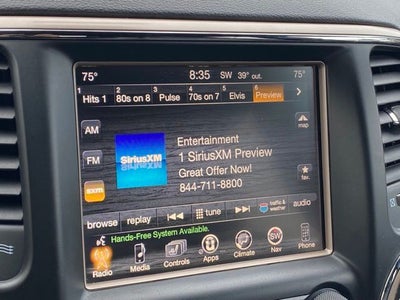 75° 8:35 SW 39° out. 75°
1 2 3 4 5 6
Hits 1 80s on 8 Pulse 70s on 7 Elvis Preview
AM
map
Entertainment
SiriusXM
1 SiriusXM Preview
FM
Great Offer Now!
844-711-8800
fav.
sxm
browse replay tune traffic & weather audio
Hands-Free System Available.
SW
Radio Media Controls Apps Climate Nav Phone